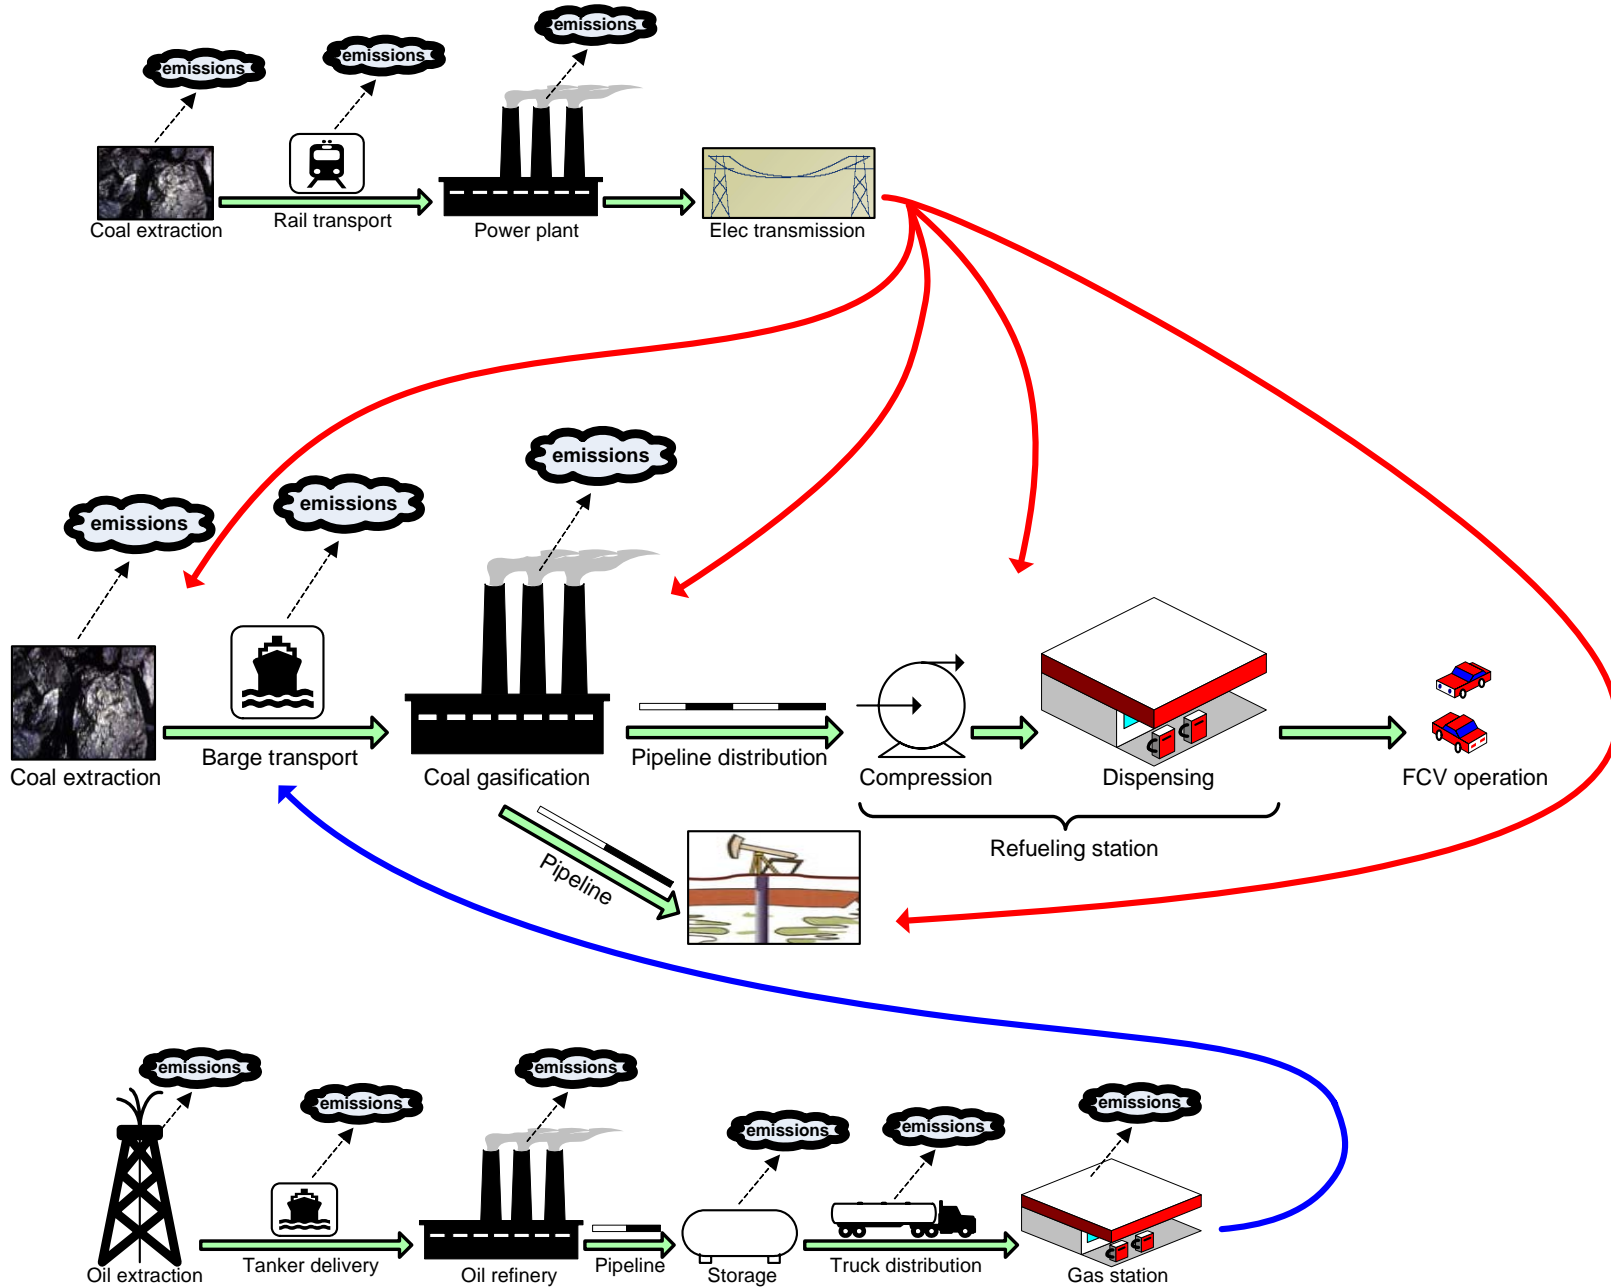 emissions
emissions
emissions
Coal extraction
Rail transport
Power plant
Elec transmission
emissions
emissions
emissions
Coal extraction
Barge transport
Coal gasification
Pipeline distribution
Compression
Dispensing
FCV operation
Refueling station
Pipeline
emissions
emissions
emissions
emissions
emissions
emissions
Oil extraction
Tanker delivery
Oil refinery
Pipeline
Storage
Truck distribution
Gas station